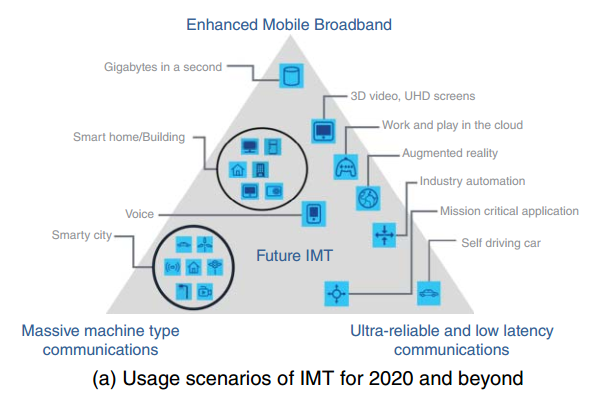 Enhanced Mobile Broadband
Gigabytes in a second
3D video, UHD screens
Work and play in the cloud
Smart home/Building
Augmented reality
Industry automation
Voice
Mission critical application
Smarty city
Self driving car
Future IMT
Massive machine type
communications
Ultra-reliable and low latency
communications
(a) Usage scenarios of IMT for 2020 and beyond